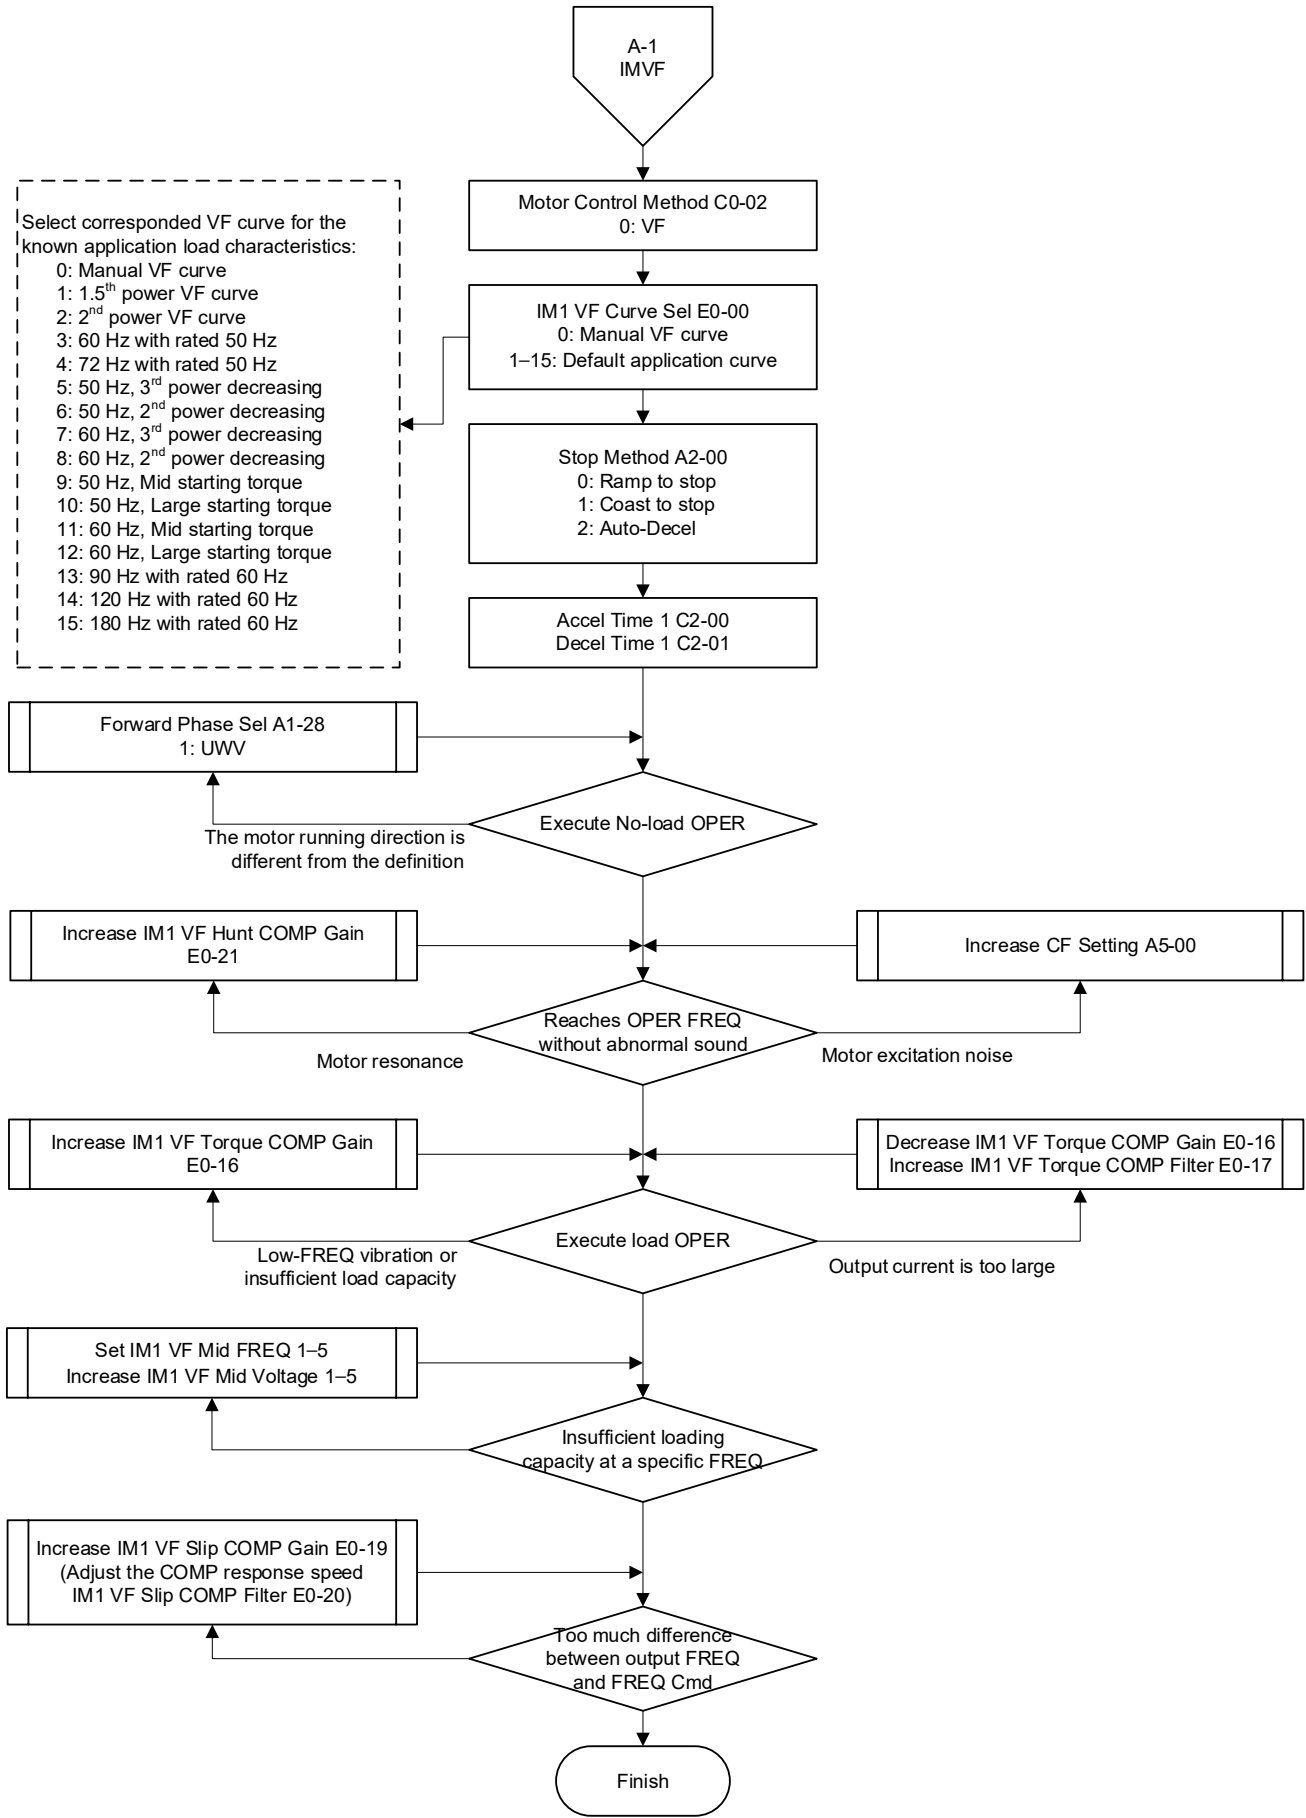 A-1
IMVF
Motor Control Method C0-02
0: VF
IM1 VF Curve Sel E0-00
0: Manual VF curve
1–15: Default application curve
Select corresponded VF curve for the
known application load characteristics:
0: Manual VF curve
1: 1.5th power VF curve
2: 2nd power VF curve
3: 60 Hz with rated 50 Hz
4: 72 Hz with rated 50 Hz
5: 50 Hz, 3rd power decreasing
6: 50 Hz, 2nd power decreasing
7: 60 Hz, 3rd power decreasing
8: 60 Hz, 2nd power decreasing
9: 50 Hz, Mid starting torque
10: 50 Hz, Large starting torque
11: 60 Hz, Mid starting torque
12: 60 Hz, Large starting torque
13: 90 Hz with rated 60 Hz
14: 120 Hz with rated 60 Hz
15: 180 Hz with rated 60 Hz
Stop Method A2-00
0: Ramp to stop
1: Coast to stop
2: Auto-Decel
Accel Time 1 C2-00
Decel Time 1 C2-01
Forward Phase Sel A1-28
1: UWV
Execute No-load OPER
The motor running direction is
different from the definition
Increase IM1 VF Hunt COMP Gain
E0-21
Increase CF Setting A5-00
Reaches OPER FREQ
without abnormal sound
Motor resonance
Motor excitation noise
Increase IM1 VF Torque COMP Gain
E0-16
Decrease IM1 VF Torque COMP Gain E0-16
Increase IM1 VF Torque COMP Filter E0-17
Execute load OPER
Low-FREQ vibration or
insufficient load capacity
Output current is too large
Set IM1 VF Mid FREQ 1–5
Increase IM1 VF Mid Voltage 1–5
Insufficient loading
capacity at a specific FREQ
Increase IM1 VF Slip COMP Gain E0-19
(Adjust the COMP response speed
IM1 VF Slip COMP Filter E0-20)
Too much difference
between output FREQ
and FREQ Cmd
Finish